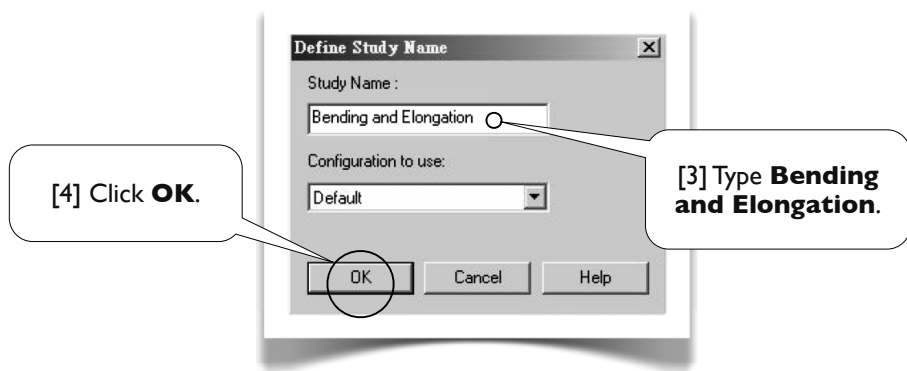 Define Study Name
Study Name :
Bending and Elongation
[3] Type Bending
and Elongation.
Configuration to use:
Default
[4] Click OK.
OK
Cancel
Help